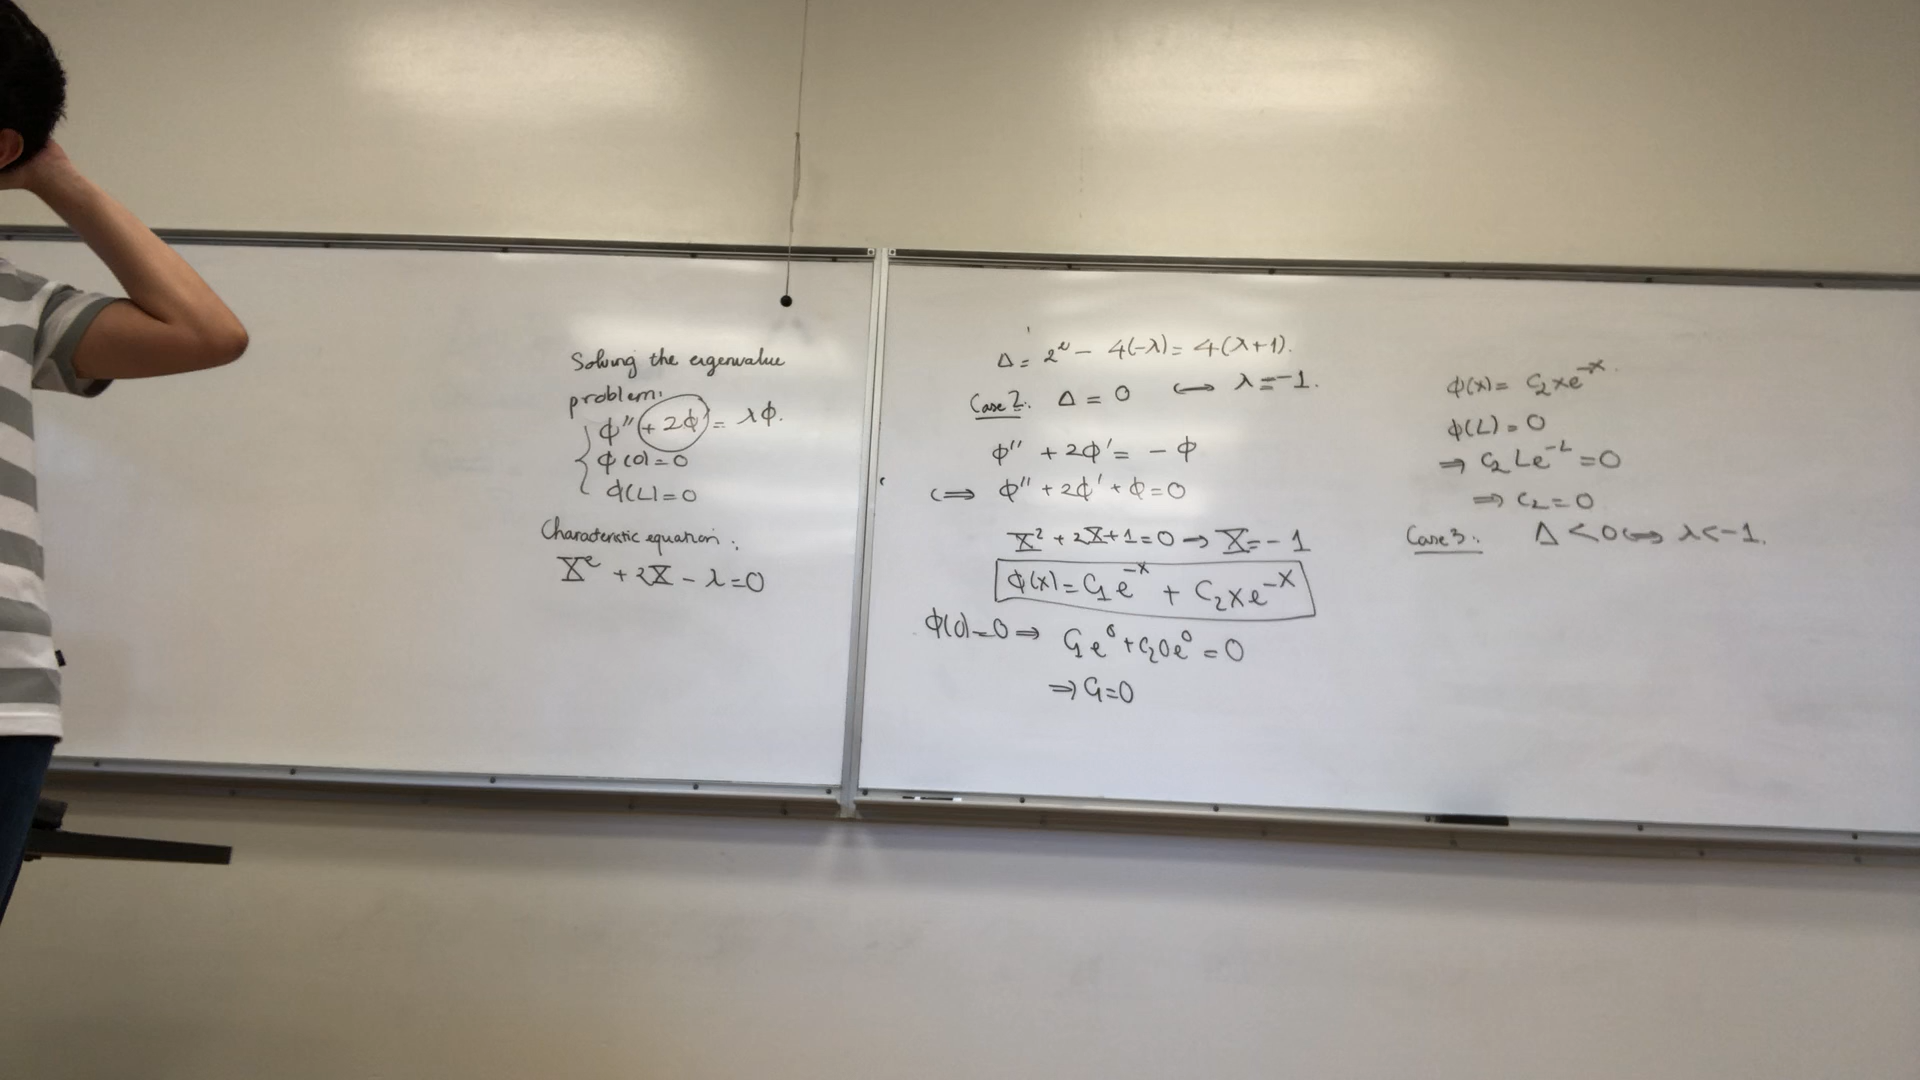 Solving the eigenvalue
problem:
ϕ'' + 2ϕ' = λϕ.
ϕ(0)=0
ϕ(L)=0
Characteristic equation:
X² + 2X - λ = 0
Δ = 2² - 4(-λ) = 4(λ+1).
Case 2. Δ = 0 ⟺ λ = -1.
ϕ'' + 2ϕ' = - ϕ
⟺ ϕ'' + 2ϕ' + ϕ = 0
X² + 2X + 1 = 0 → X = -1
ϕ(x) = C₁e⁻ˣ + C₂xe⁻ˣ
ϕ(0)=0 ⇒ C₁e⁰ + C₂0e⁰ = 0
⇒ C₁=0
ϕ(x) = C₂xe⁻ˣ.
ϕ(L) = 0
⇒ C₂Le⁻ᴸ = 0
⇒ C₂ = 0
Case 3: Δ < 0 ⟺ λ < -1.